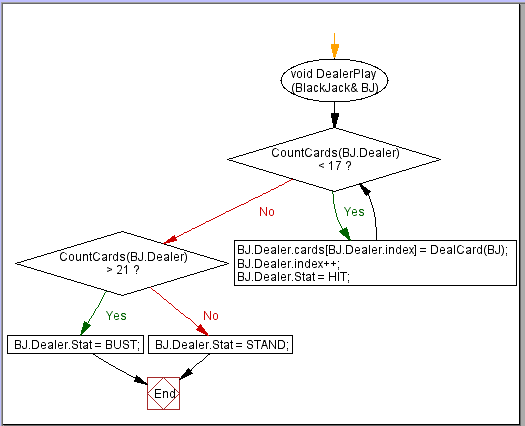 void DealerPlay
(BlackJack& BJ)
CountCards(BJ.Dealer)
< 17 ?
No
Yes
BJ.Dealer.cards[BJ.Dealer.index] = DealCard(BJ);
BJ.Dealer.index++;
BJ.Dealer.Stat = HIT;
CountCards(BJ.Dealer)
> 21 ?
Yes
No
BJ.Dealer.Stat = BUST;
BJ.Dealer.Stat = STAND;
End